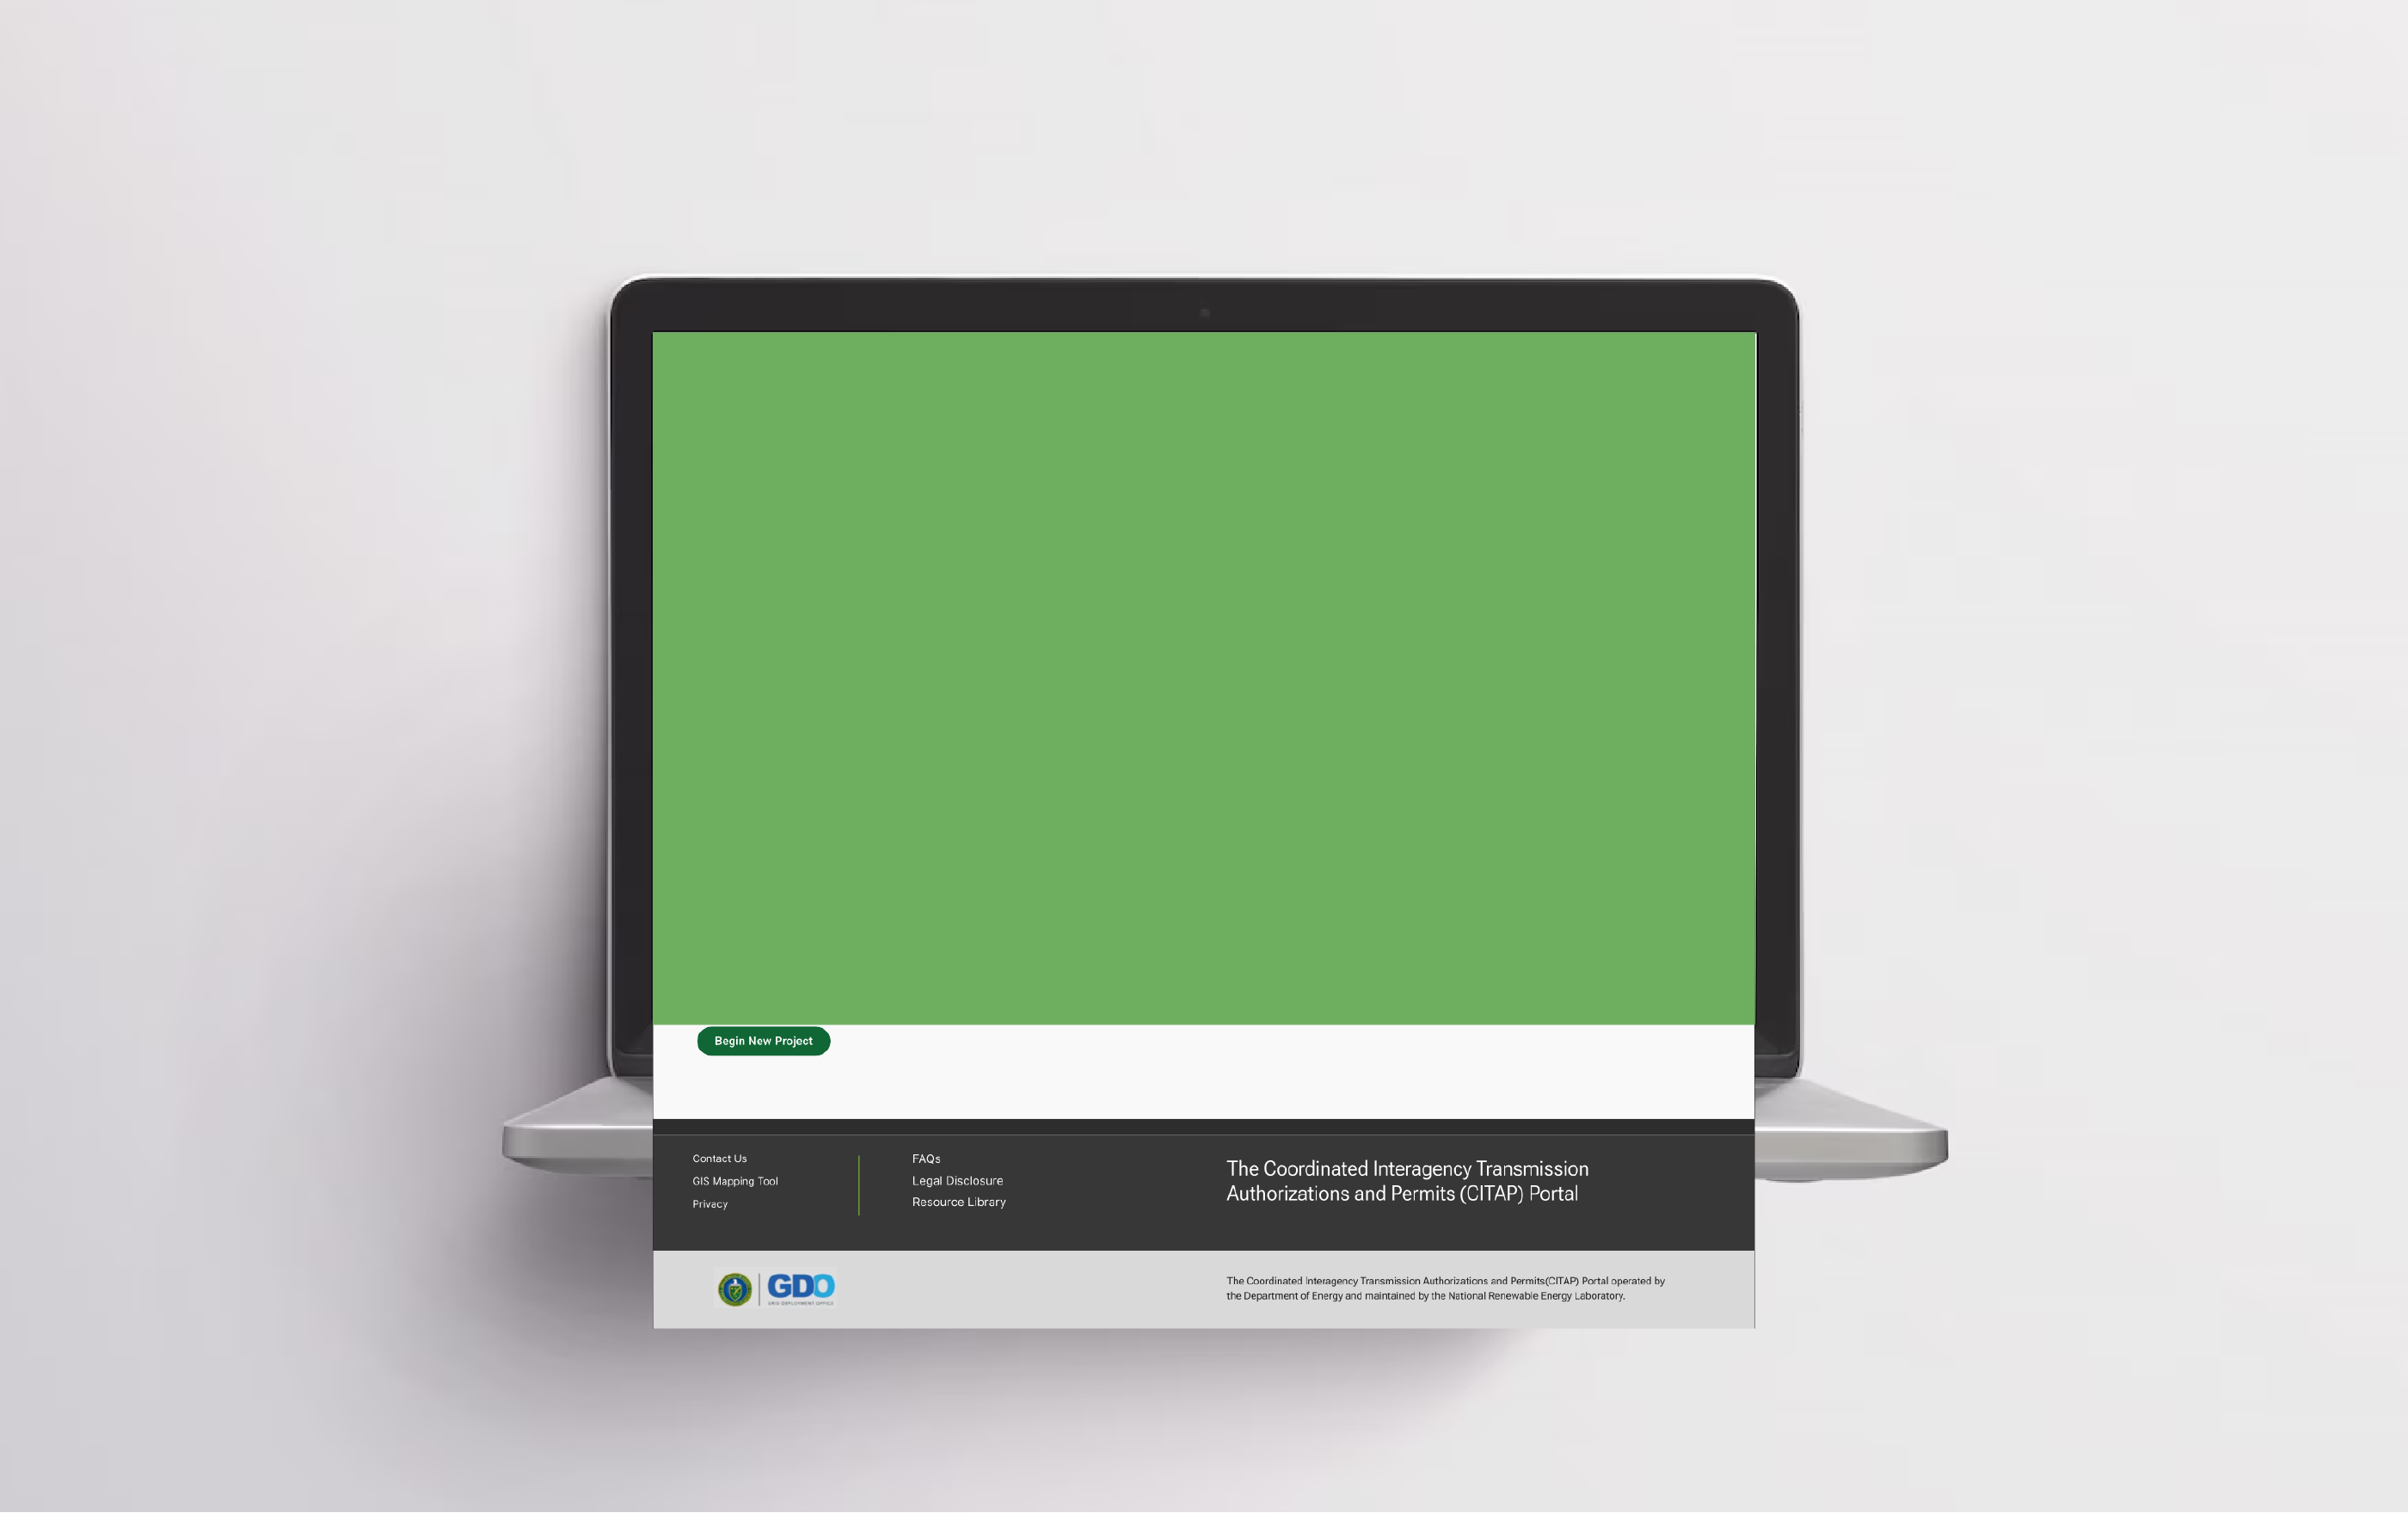 Begin New Project
Contact Us
GIS Mapping Tool
Privacy
FAQs
Legal Disclosure
Resource Library
The Coordinated Interagency Transmission
Authorizations and Permits (CITAP) Portal
GDO
GRID DEPLOYMENT OFFICE
The Coordinated Interagency Transmission Authorizations and Permits(CITAP) Portal operated by
the Department of Energy and maintained by the National Renewable Energy Laboratory.